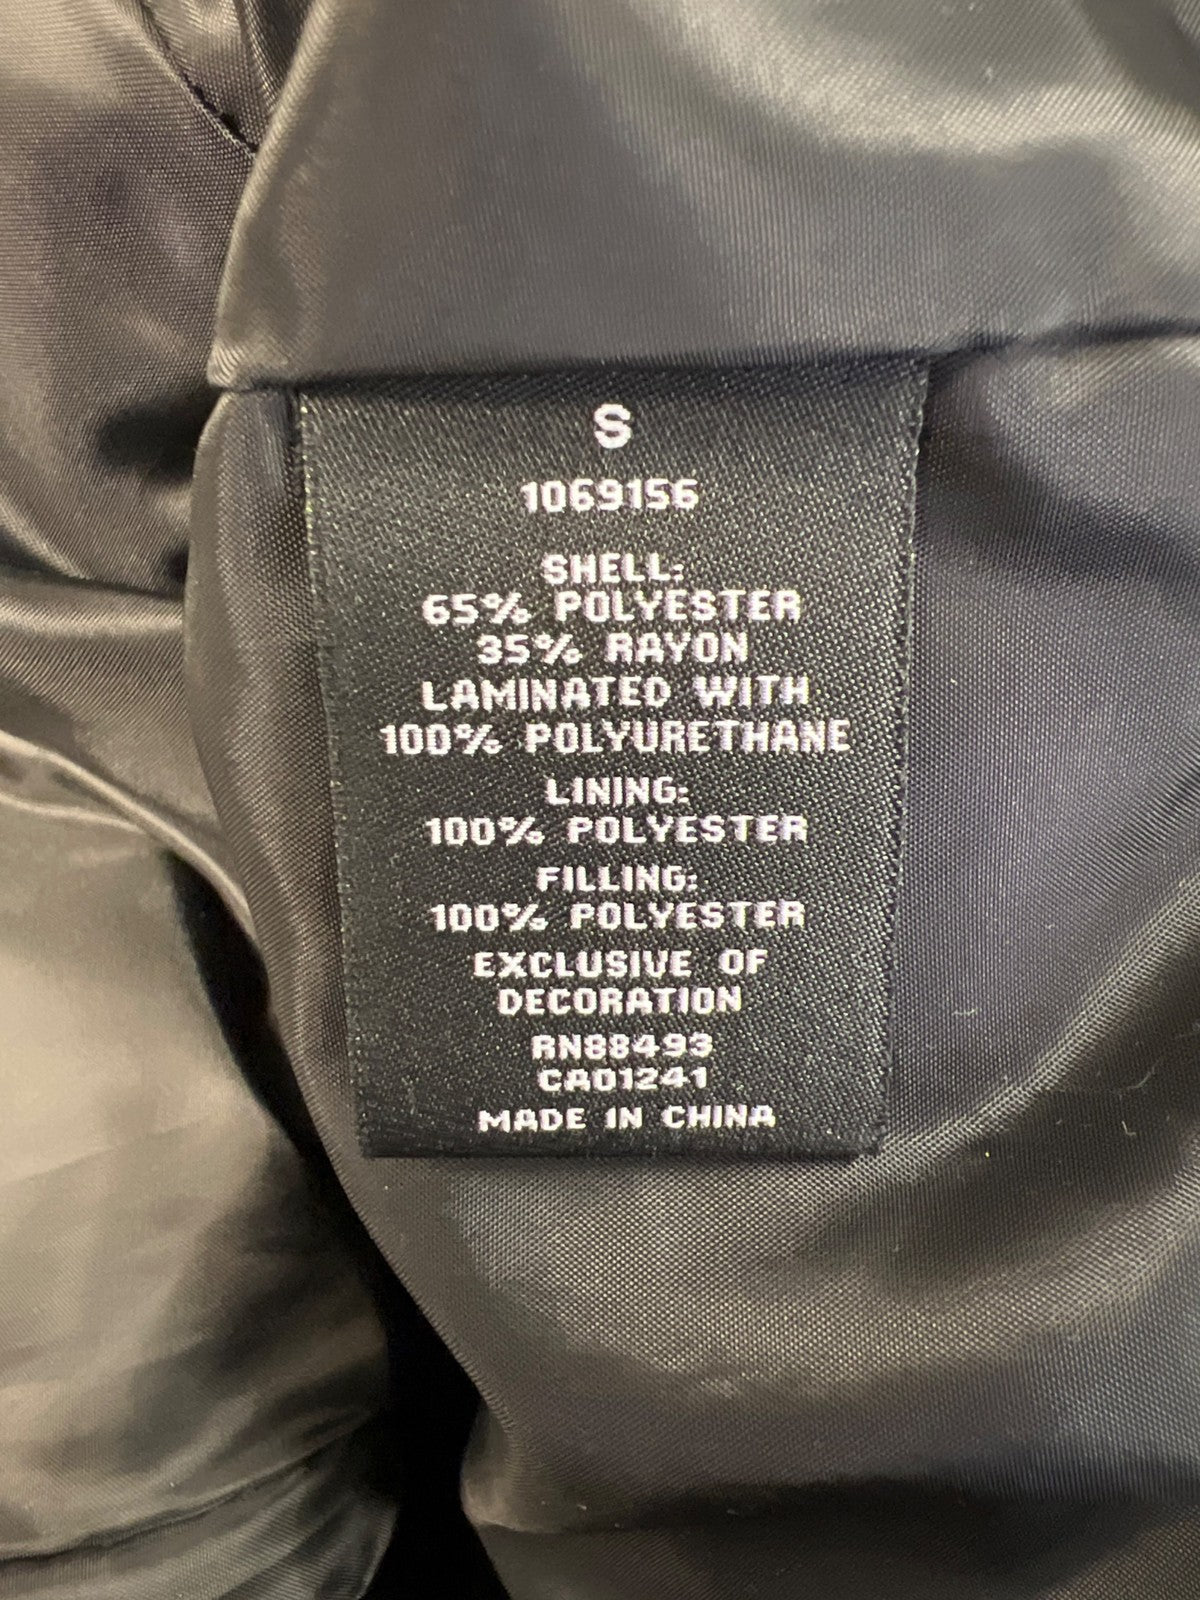 S
1069156
SHELL:
65% POLYESTER
35% RAYON
LAMINATED WITH
100% POLYURETHANE
LINING:
100% POLYESTER
FILLING:
100% POLYESTER
EXCLUSIVE OF
DECORATION
RN88493
CA01241
MADE IN CHINA